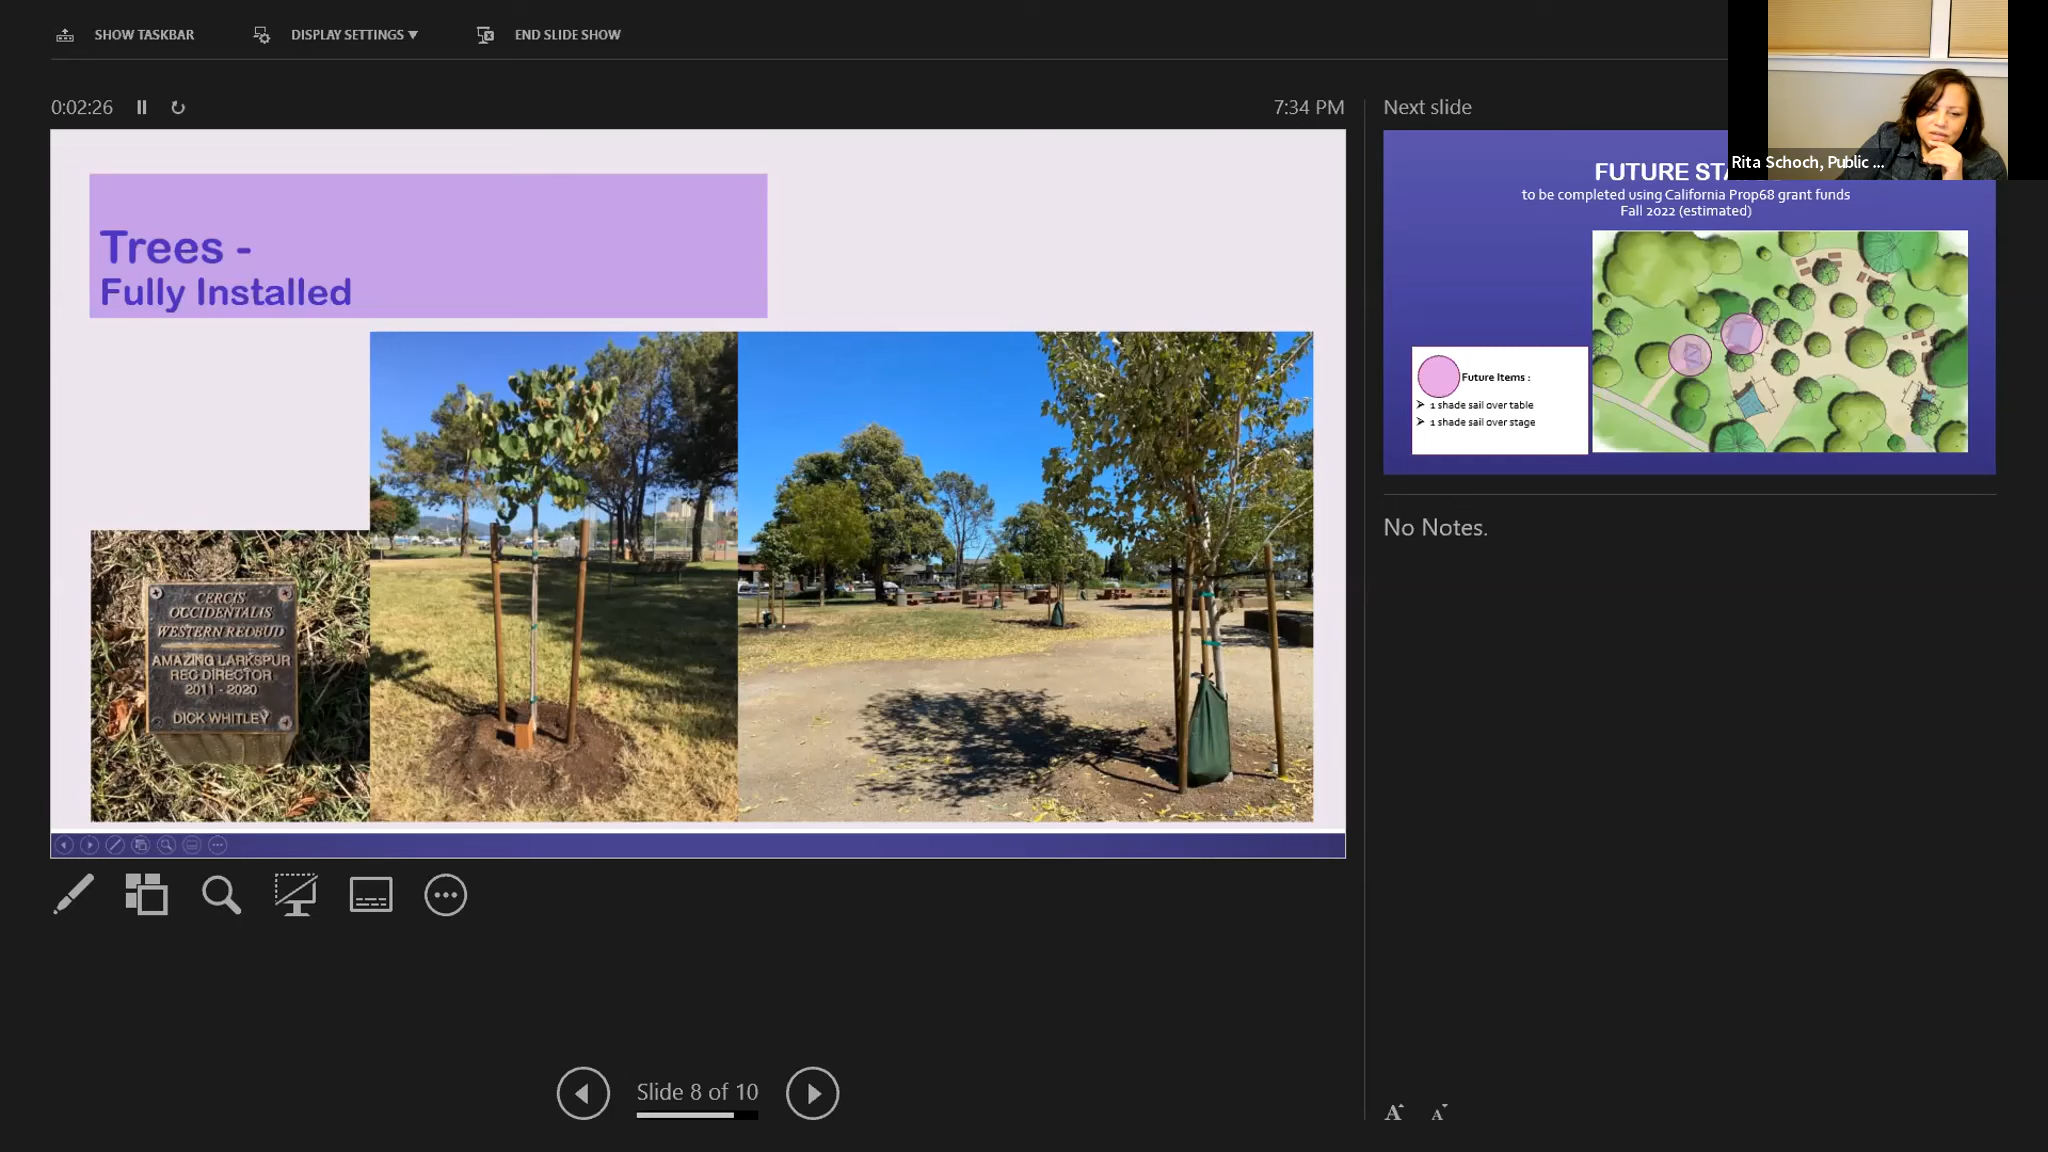 SHOW TASKBAR
DISPLAY SETTINGS ▼
END SLIDE SHOW
0:02:26
7:34 PM
Trees -
Fully Installed
CERCIS
OCCIDENTALIS
WESTERN REDBUD
AMAZING LARKSPUR
REC DIRECTOR
2011 - 2020
DICK WHITLEY
Slide 8 of 10
Next slide
Rita Schoch, Public ...
FUTURE
to be completed using California Prop68 grant funds
Fall 2022 (estimated)
Future Items :
➤ 1 shade sail over table
➤ 1 shade sail over stage
No Notes.
A
A